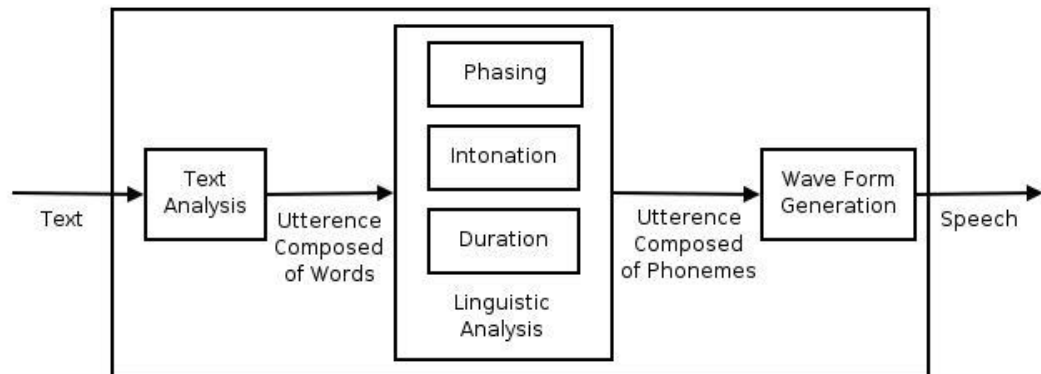 Text
Text
Analysis
Utterence
Composed
of Words
Phasing
Intonation
Duration
Linguistic
Analysis
Utterence
Composed
of Phonemes
Wave Form
Generation
Speech